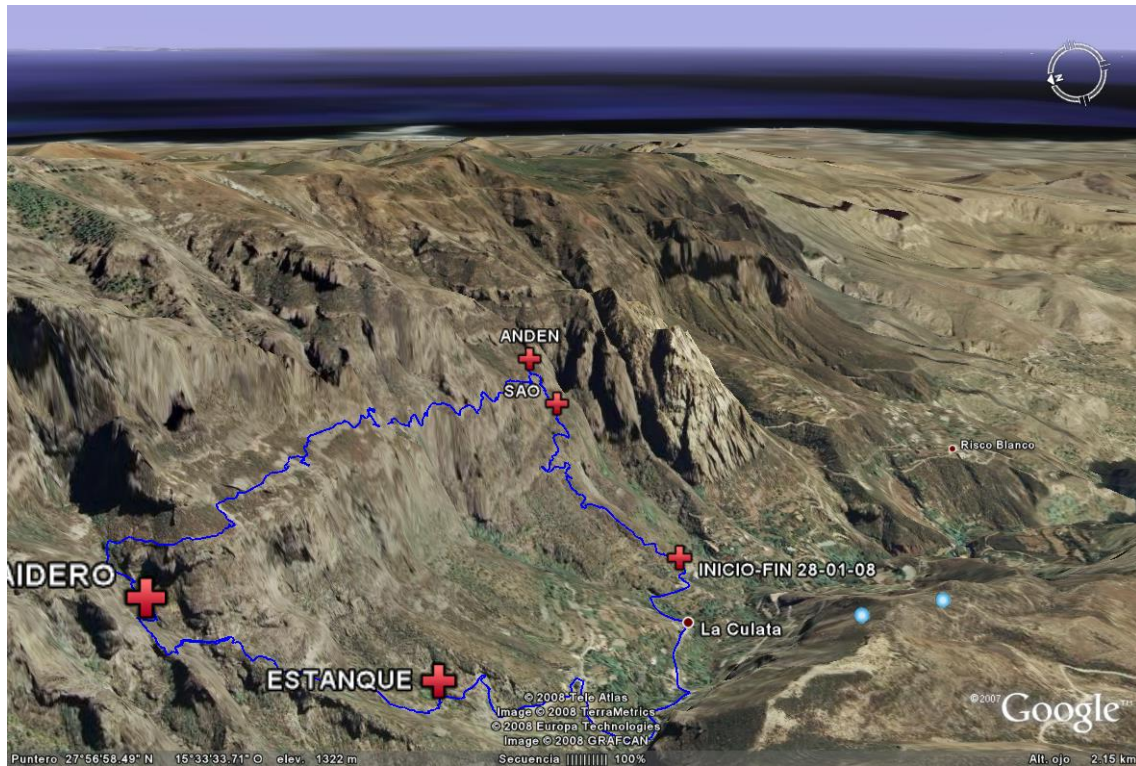 N
ANDEN
SAO
Risco Blanco
AIDERO
INICIO-FIN 28-01-08
La Culata
ESTANQUE
© 2008 Tele Atlas
Image © 2008 TerraMetrics
© 2008 Europa Technologies
Image © 2008 GRAFCAN
©2007 Google™
Puntero 27°56'58.49" N 15°33'33.71" O elev. 1322 m Secuencia |||||||||| 100% Alt. ojo 2.15 km